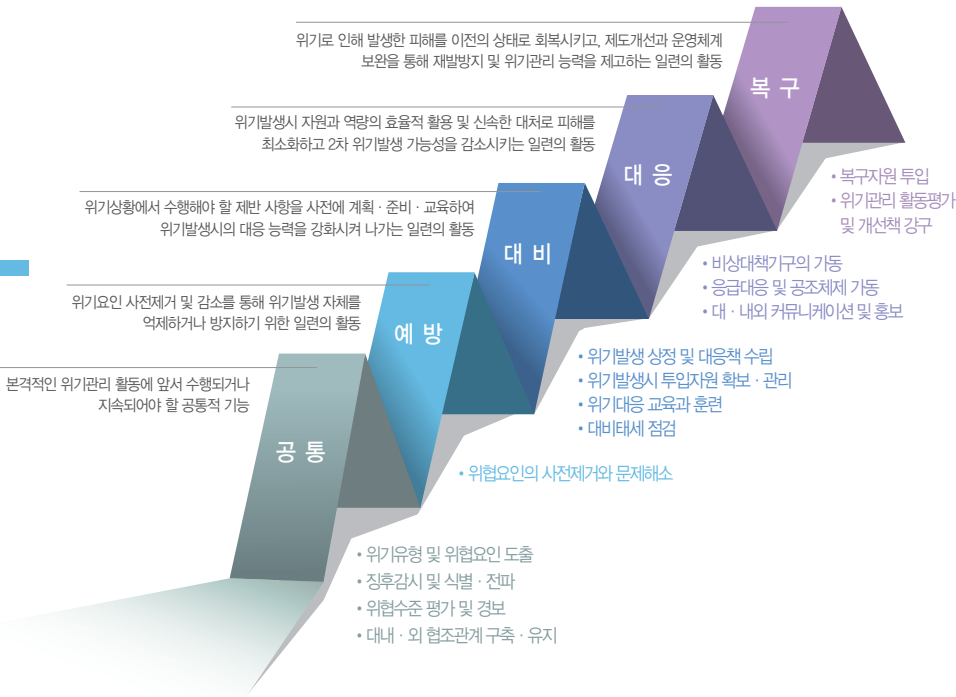 위기로 인해 발생한 피해를 이전의 상태로 회복시키고, 제도개선과 운영체계
보완을 통해 재발방지 및 위기관리 능력을 제고하는 일련의 활동
복 구
• 복구자원 투입
• 위기관리 활동평가
및 개선책 강구
위기발생시 자원과 역량의 효율적 활용 및 신속한 대처로 피해를
최소화하고 2차 위기발생 가능성을 감소시키는 일련의 활동
대 응
• 비상대책기구의 가동
• 응급대응 및 공조체제 가동
• 대 · 내외 커뮤니케이션 및 홍보
위기상황에서 수행해야 할 제반 사항을 사전에 계획 · 준비 · 교육하여
위기발생시의 대응 능력을 강화시켜 나가는 일련의 활동
대 비
• 위기발생 상정 및 대응책 수립
• 위기발생시 투입자원 확보 · 관리
• 위기대응 교육과 훈련
• 대비태세 점검
위기요인 사전제거 및 감소를 통해 위기발생 자체를
억제하거나 방지하기 위한 일련의 활동
예 방
• 위협요인의 사전제거와 문제해소
본격적인 위기관리 활동에 앞서 수행되거나
지속되어야 할 공통적 기능
공 통
• 위기유형 및 위협요인 도출
• 징후감시 및 식별 · 전파
• 위협수준 평가 및 경보
• 대내 · 외 협조관계 구축 · 유지